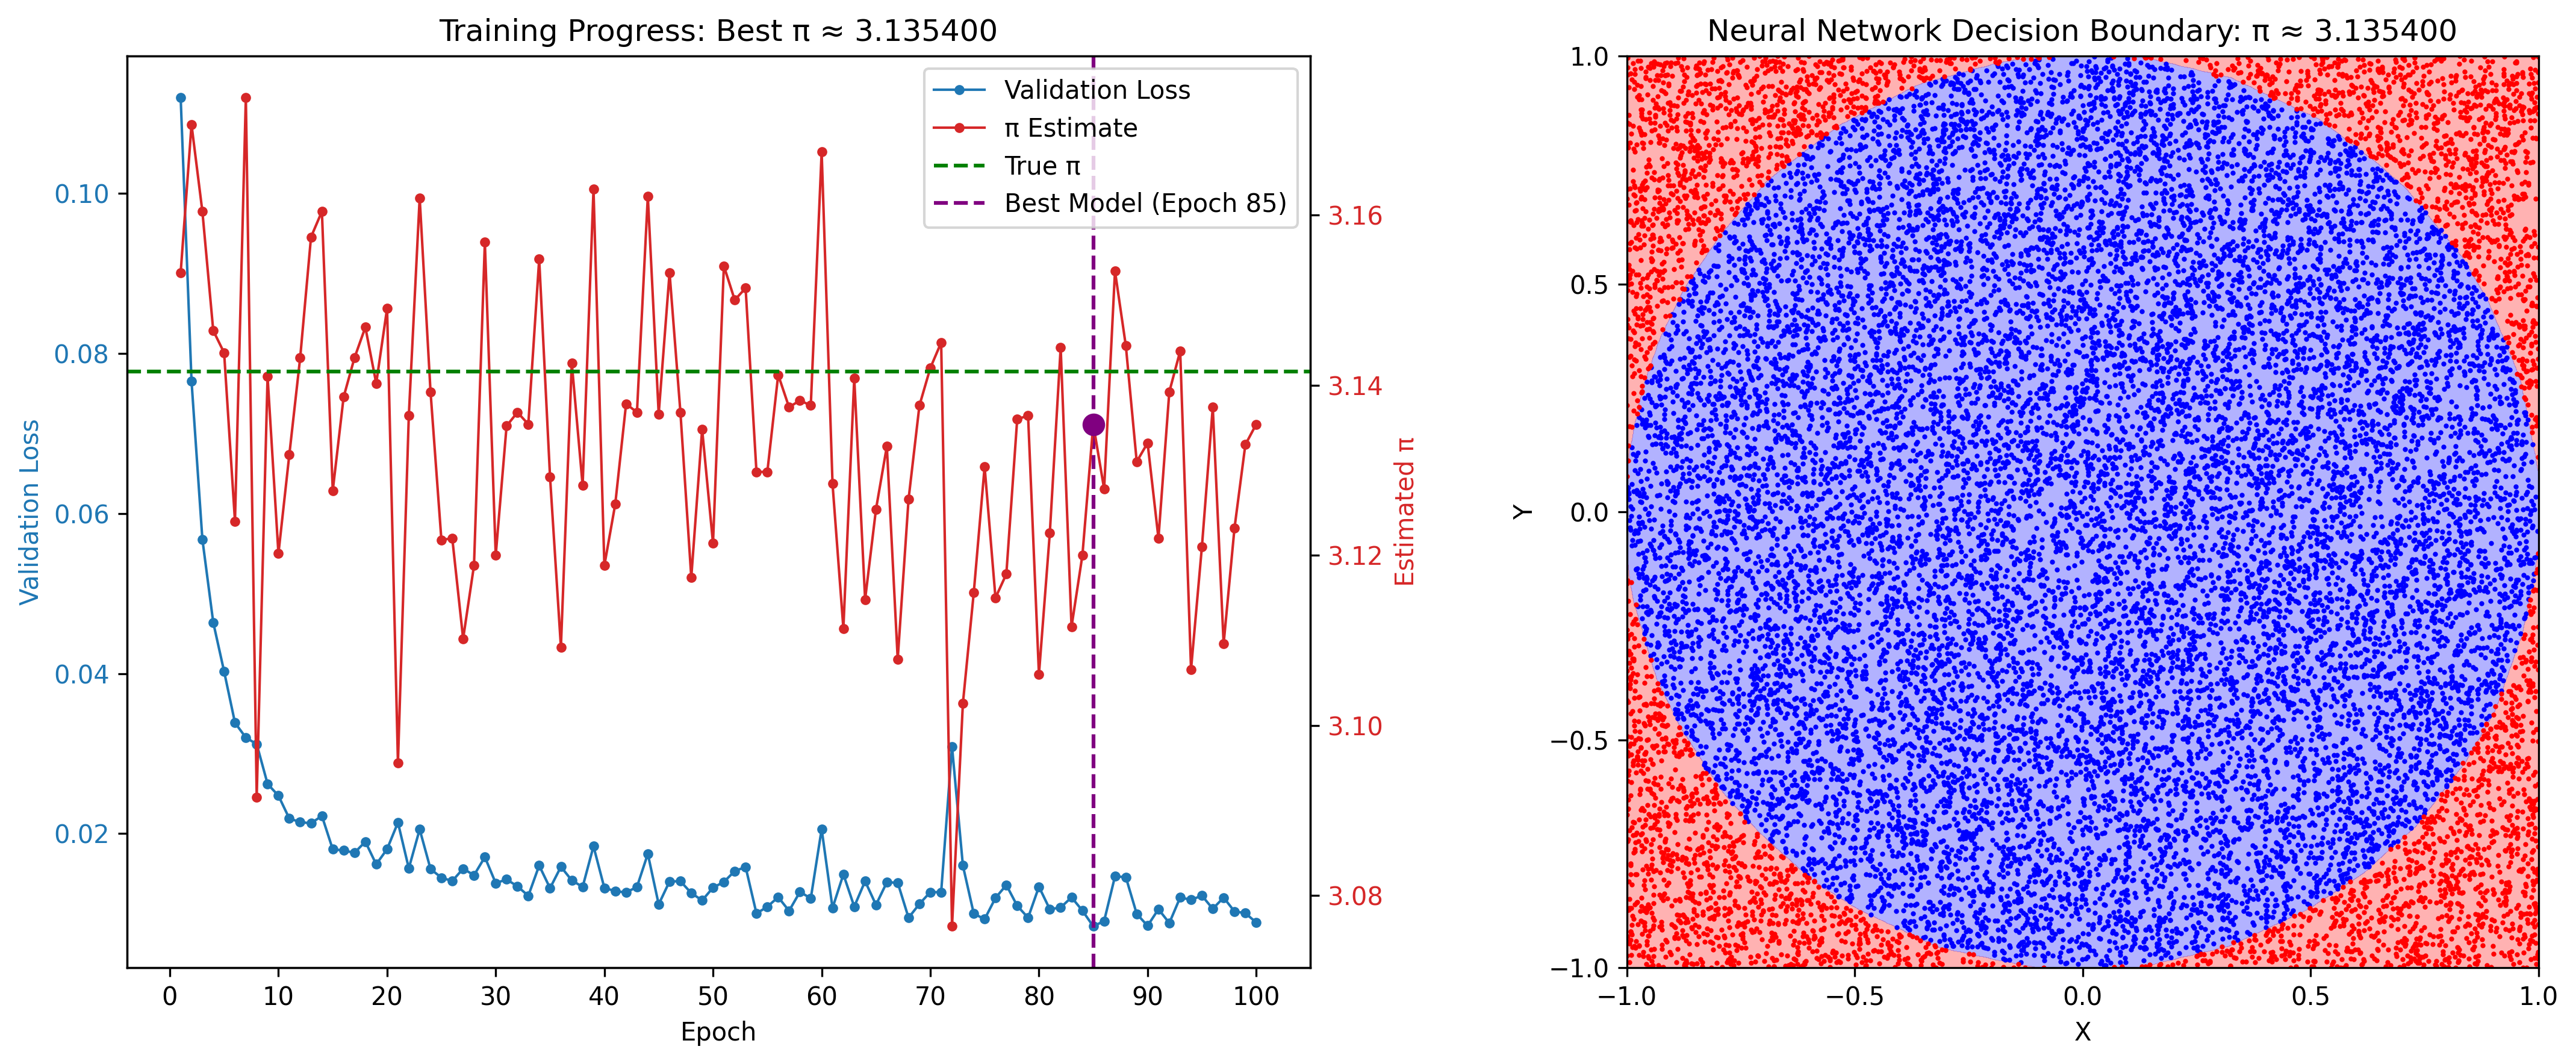 Training Progress: Best π ≈ 3.135400
Validation Loss
π Estimate
True π
Best Model (Epoch 85)
0.10
0.08
0.06
0.04
0.02
Validation Loss
3.16
3.14
3.12
3.10
3.08
Estimated π
0 10 20 30 40 50 60 70 80 90 100
Epoch
Neural Network Decision Boundary: π ≈ 3.135400
1.0
0.5
0.0
−0.5
−1.0
Y
−1.0 −0.5 0.0 0.5 1.0
X